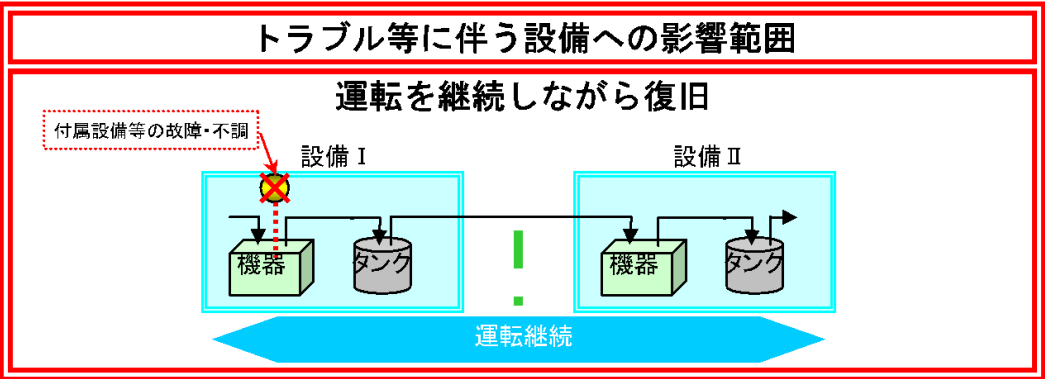 トラブル等に伴う設備への影響範囲
運転を継続しながら復旧
付属設備等の故障・不調
設備Ⅰ
設備Ⅱ
機器
タンク
機器
タンク
運転継続